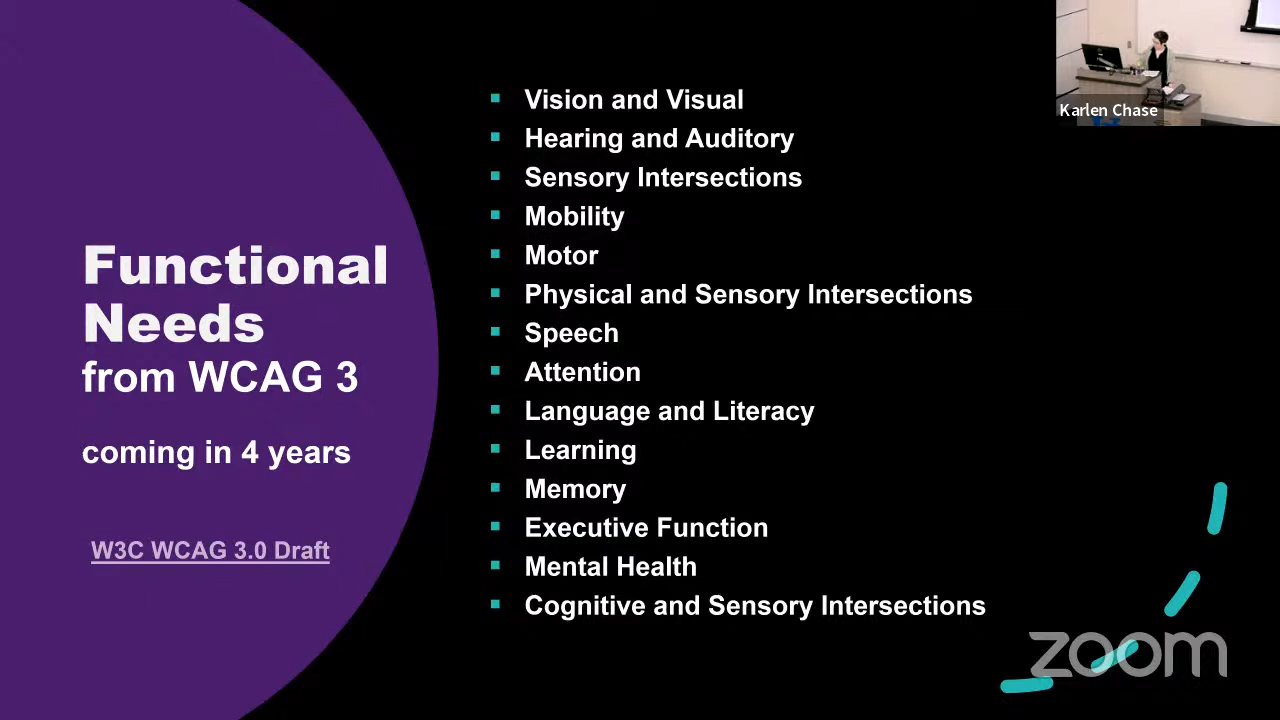 Functional
Needs
from WCAG 3
coming in 4 years
W3C WCAG 3.0 Draft
Vision and Visual
Hearing and Auditory
Sensory Intersections
Mobility
Motor
Physical and Sensory Intersections
Speech
Attention
Language and Literacy
Learning
Memory
Executive Function
Mental Health
Cognitive and Sensory Intersections
Karlen Chase
zoom